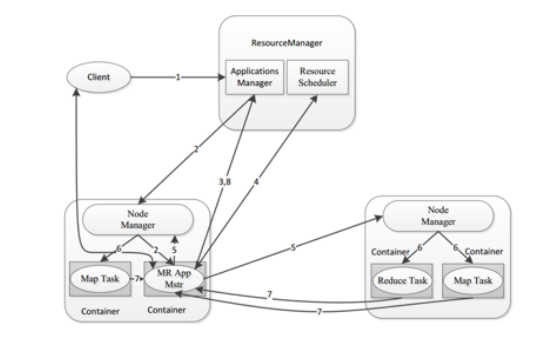 ResourceManager
Client
1
Applications
Manager
Resource
Scheduler
2
3,8
4
Node
Manager
Node
Manager
6
2
5
5
Container
6
6
Container
Map Task
7
MR App
Mstr
Reduce Task
Map Task
7
7
Container
Container